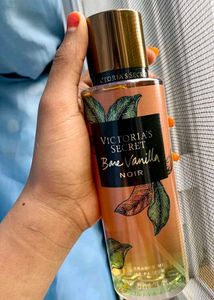 VICTORIA'S SECRET
VICTORIA'S
SECRET
Bare Vanilla
NOIR